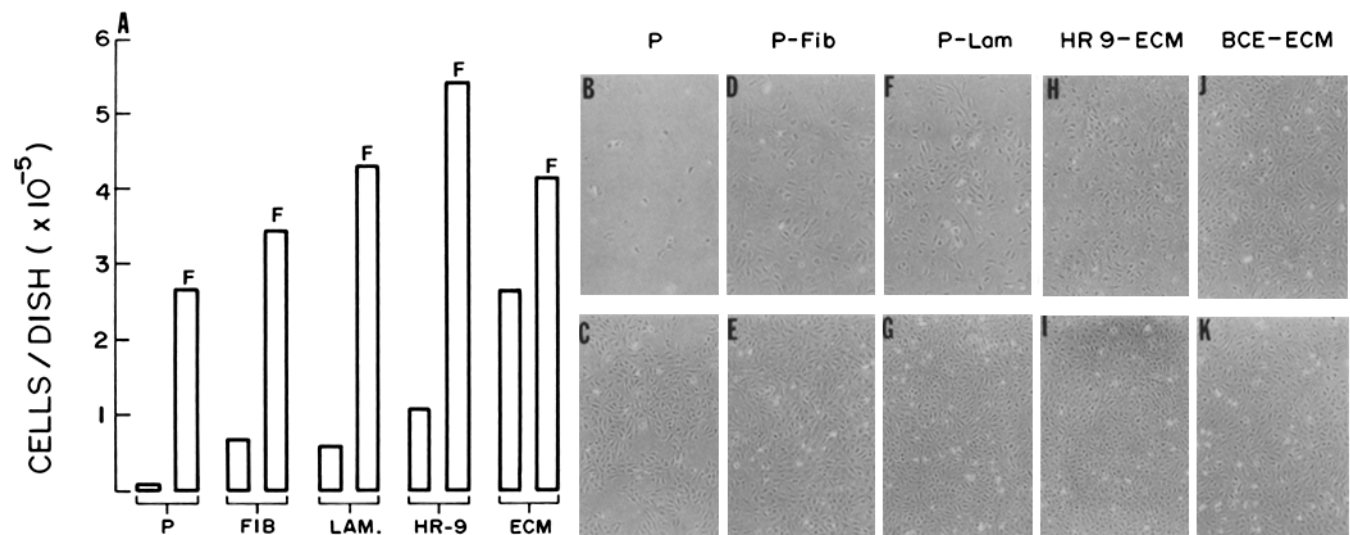 A
6
5
4
3
2
1
CELLS/DISH ( x 10⁻⁵)
F
F
F
F
F
P
FIB
LAM.
HR-9
ECM
P
P-Fib
P-Lam
HR 9-ECM
BCE-ECM
B
D
F
H
J
C
E
G
I
K